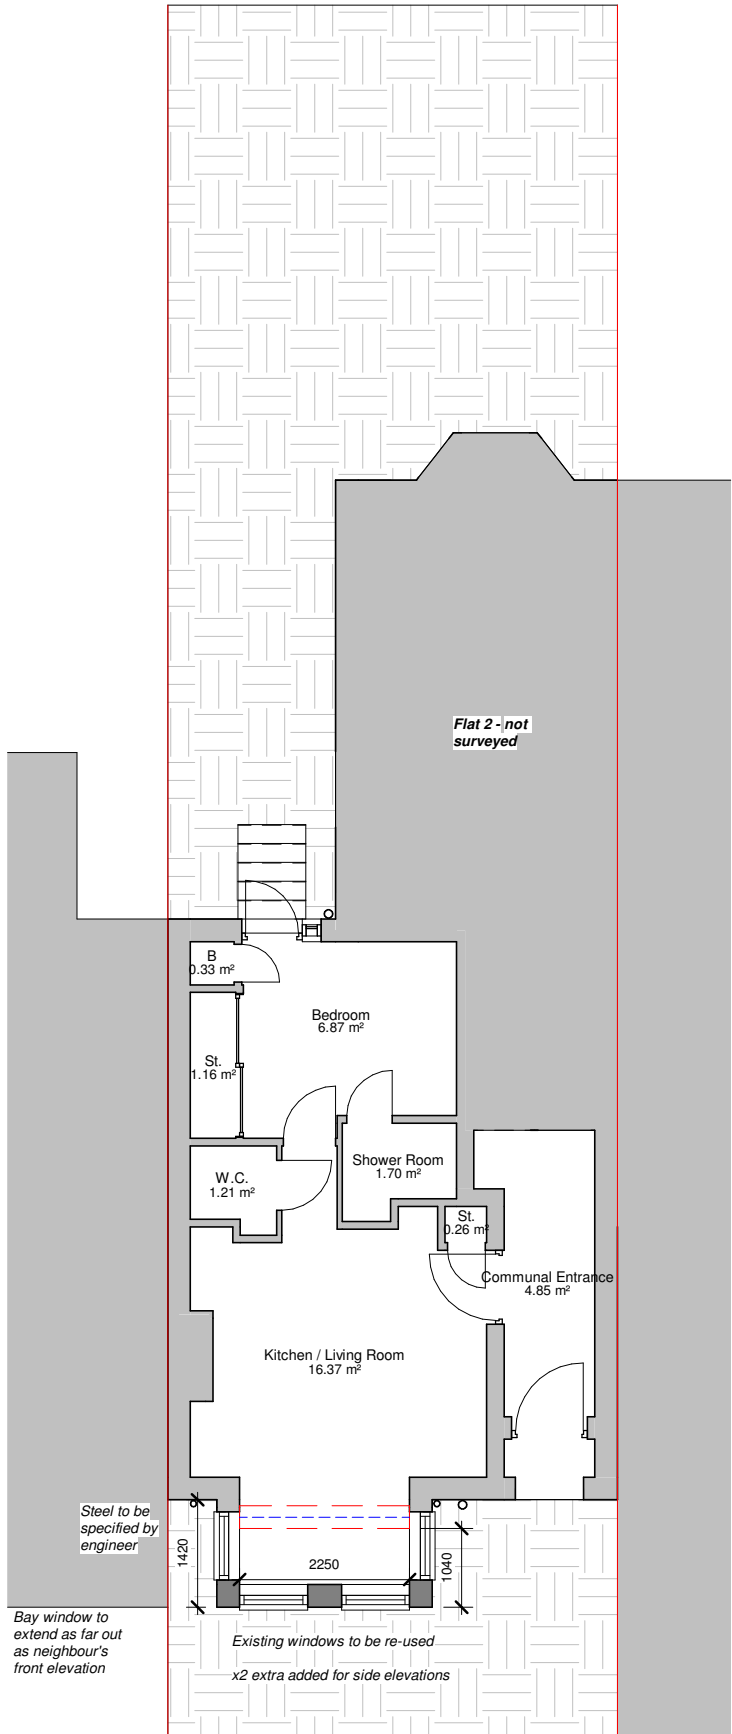 Flat 2 - not
surveyed
B
0.33 m²
Bedroom
6.87 m²
St.
1.16 m²
Shower Room
1.70 m²
W.C.
1.21 m²
St.
0.26 m²
Communal Entrance
4.85 m²
Kitchen / Living Room
16.37 m²
Steel to be
specified by
engineer
1420
2250
1040
Bay window to
extend as far out
as neighbour's
front elevation
Existing windows to be re-used
x2 extra added for side elevations